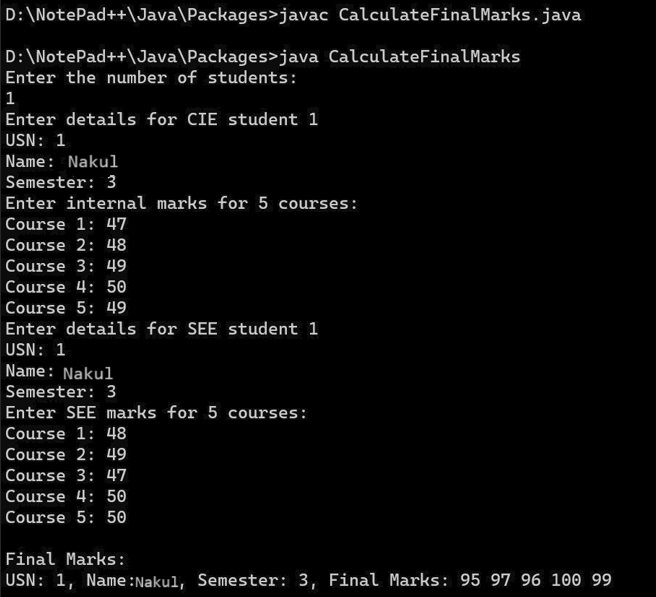 D:\NotePad++\Java\Packages>javac CalculateFinalMarks.java
D:\NotePad++\Java\Packages>java CalculateFinalMarks
Enter the number of students:
1
Enter details for CIE student 1
USN: 1
Name: Nakul
Semester: 3
Enter internal marks for 5 courses:
Course 1: 47
Course 2: 48
Course 3: 49
Course 4: 50
Course 5: 49
Enter details for SEE student 1
USN: 1
Name: Nakul
Semester: 3
Enter SEE marks for 5 courses:
Course 1: 48
Course 2: 49
Course 3: 47
Course 4: 50
Course 5: 50
Final Marks:
USN: 1, Name:Nakul, Semester: 3, Final Marks: 95 97 96 100 99